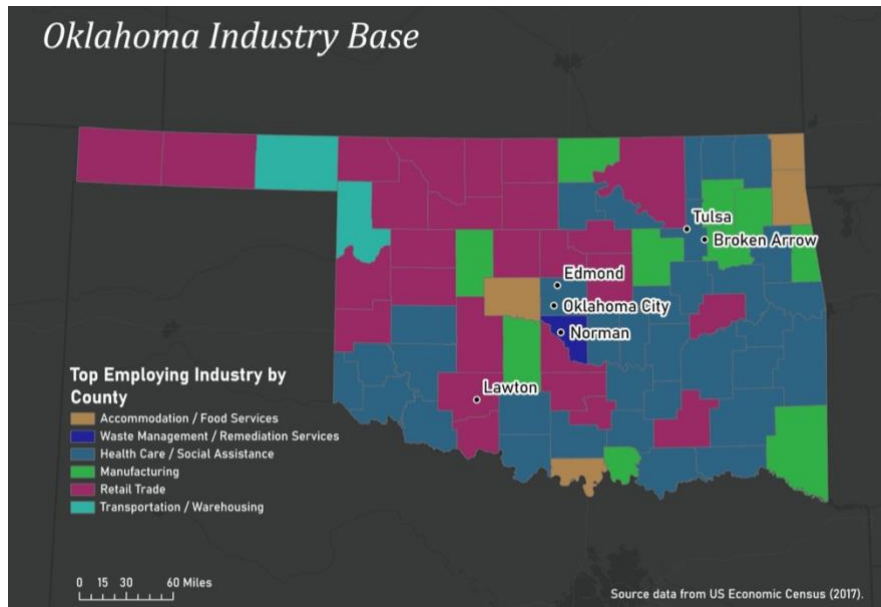 Oklahoma Industry Base
Tulsa
Broken Arrow
Edmond
Oklahoma City
Norman
Lawton
Top Employing Industry by
County
Accommodation / Food Services
Waste Management / Remediation Services
Health Care / Social Assistance
Manufacturing
Retail Trade
Transportation / Warehousing
0 15 30 60 Miles
Source data from US Economic Census (2017).